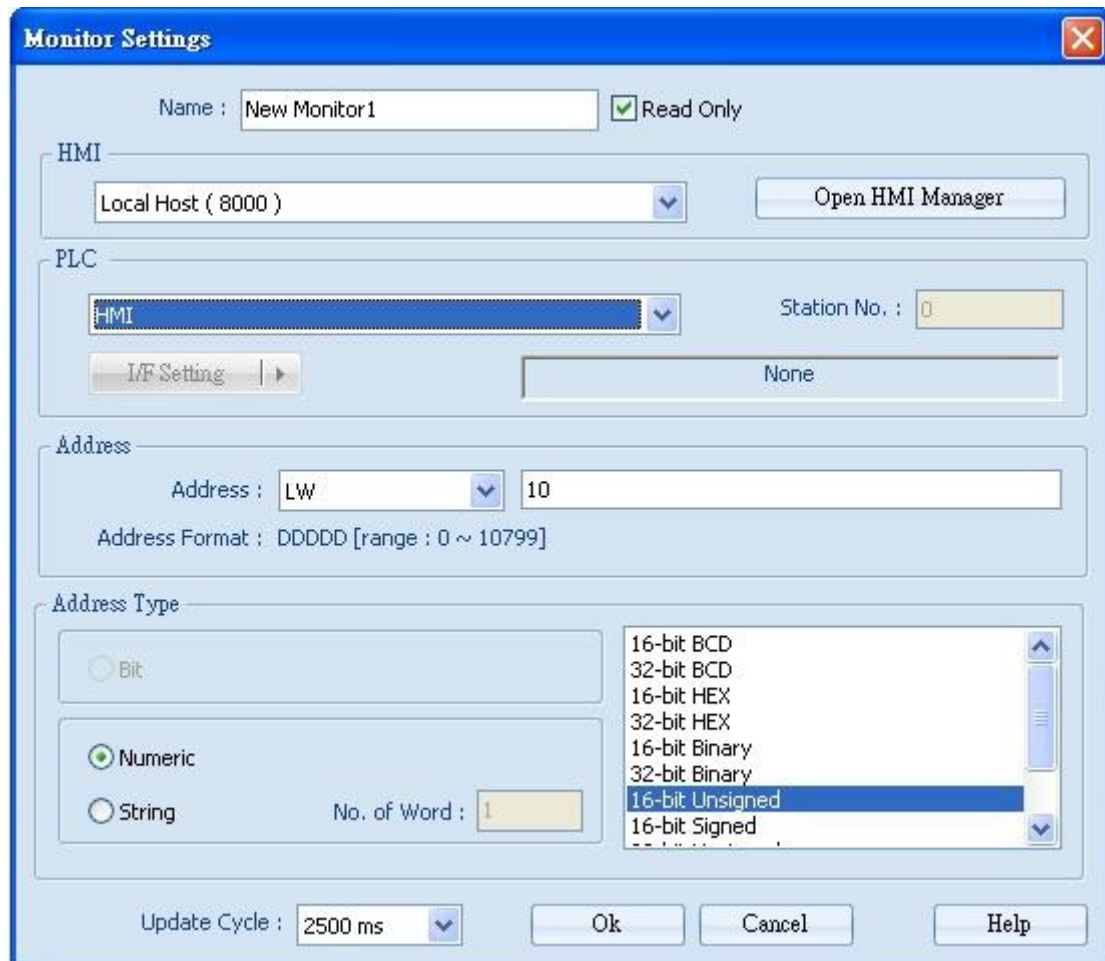 Monitor Settings
Name : New Monitor1 Read Only
HMI
Local Host ( 8000 ) Open HMI Manager
PLC
HMI Station No. : 0
I/F Setting None
Address
Address : LW 10
Address Format : DDDDD [range : 0 ~ 10799]
Address Type
Bit
Numeric
String No. of Word : 1
16-bit BCD
32-bit BCD
16-bit HEX
32-bit HEX
16-bit Binary
32-bit Binary
16-bit Unsigned
16-bit Signed
Update Cycle : 2500 ms Ok Cancel Help